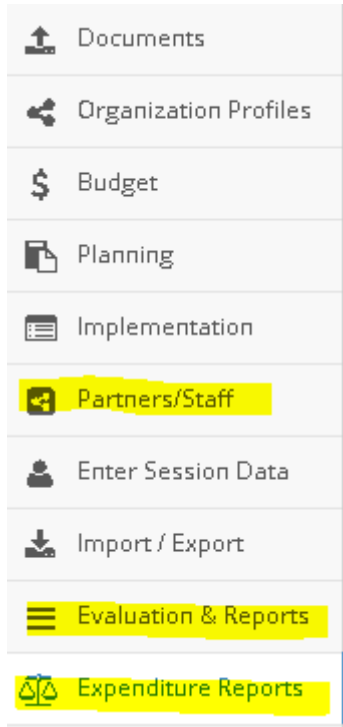 Documents
Organization Profiles
Budget
Planning
Implementation
Partners/Staff
Enter Session Data
Import / Export
Evaluation & Reports
Expenditure Reports